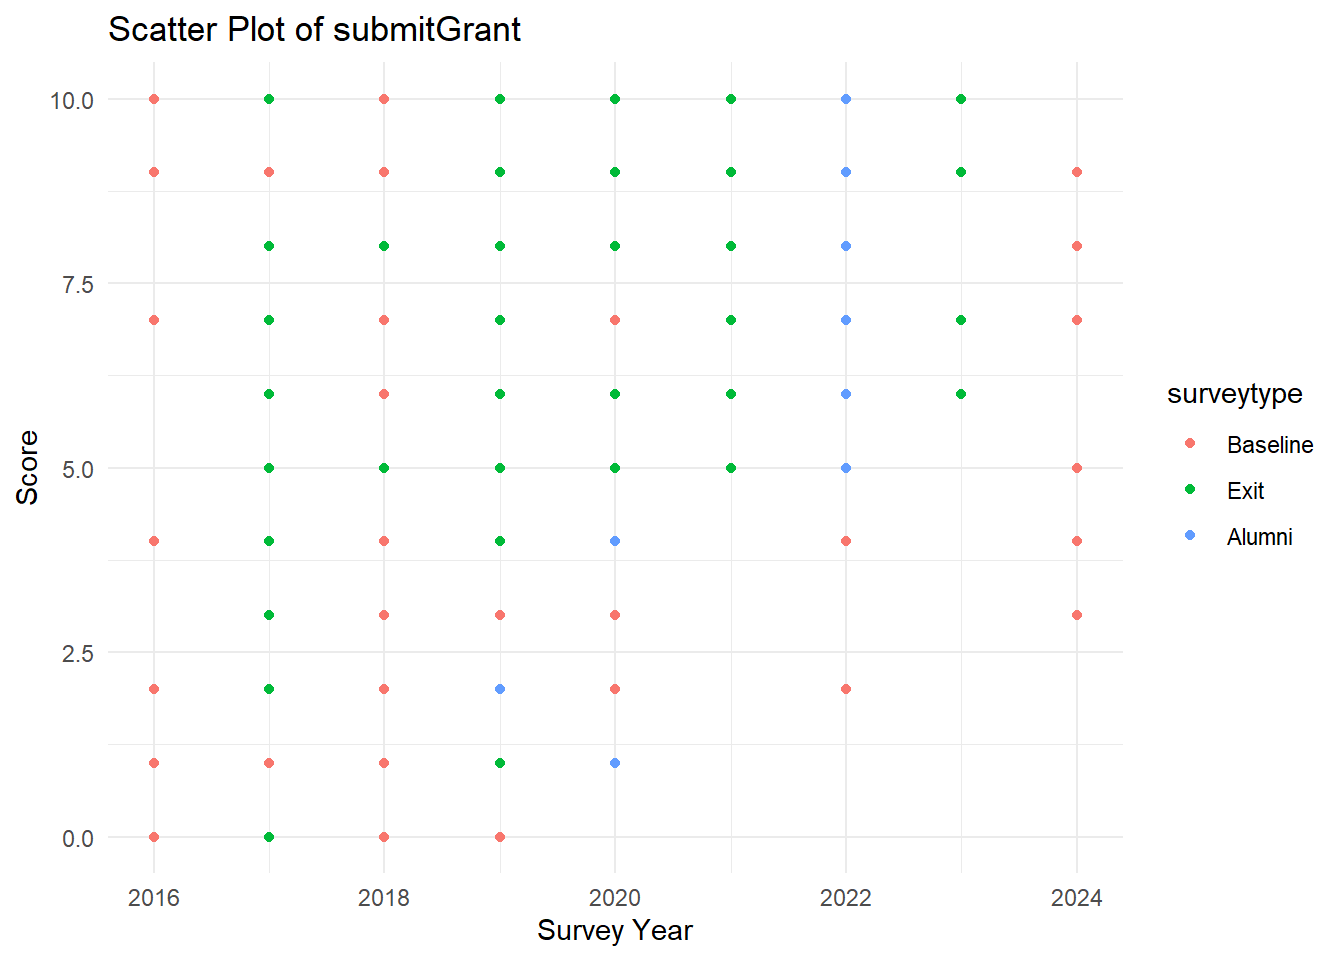 Scatter Plot of submitGrant
10.0
7.5
5.0
2.5
0.0
Score
2016
2018
2020
2022
2024
Survey Year
surveytype
Baseline
Exit
Alumni